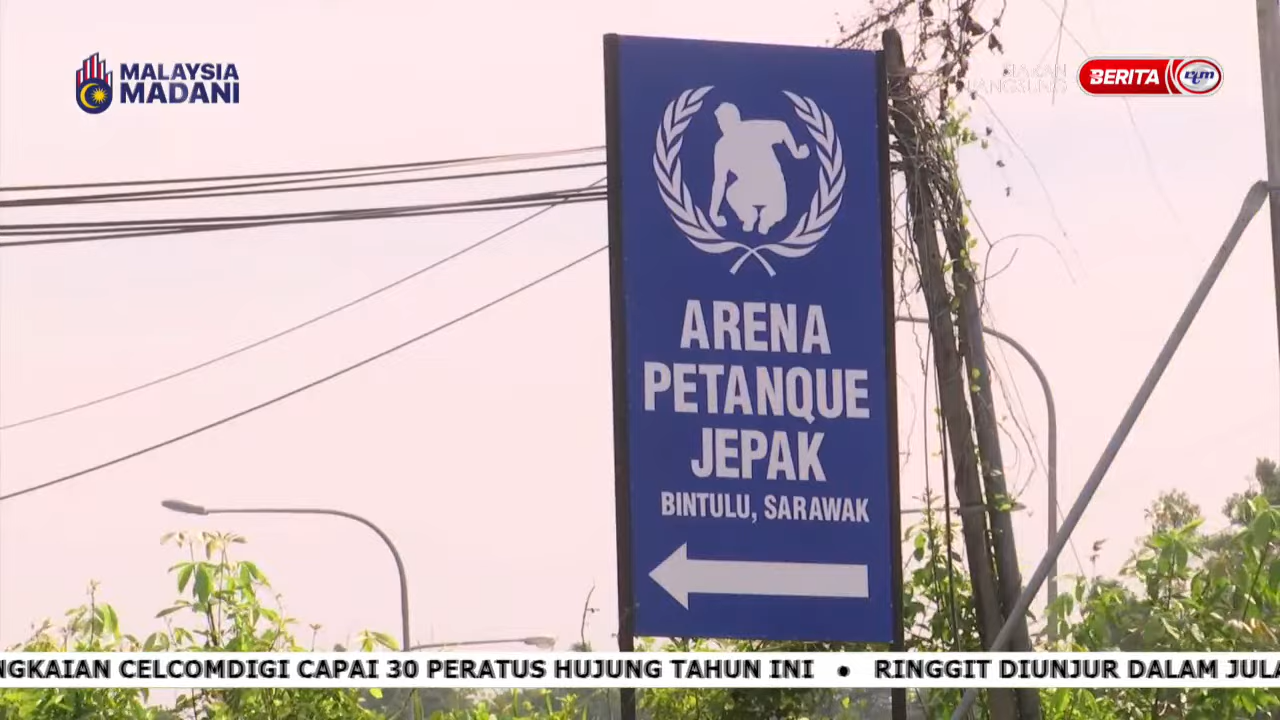 MALAYSIA
MADANI
SIARAN
LANGSUNG
BERITA rtm
ARENA
PETANQUE
JEPAK
BINTULU, SARAWAK
NGKAIAN CELCOMDIGI CAPAI 30 PERATUS HUJUNG TAHUN INI • RINGGIT DIUNJUR DALAM JULA